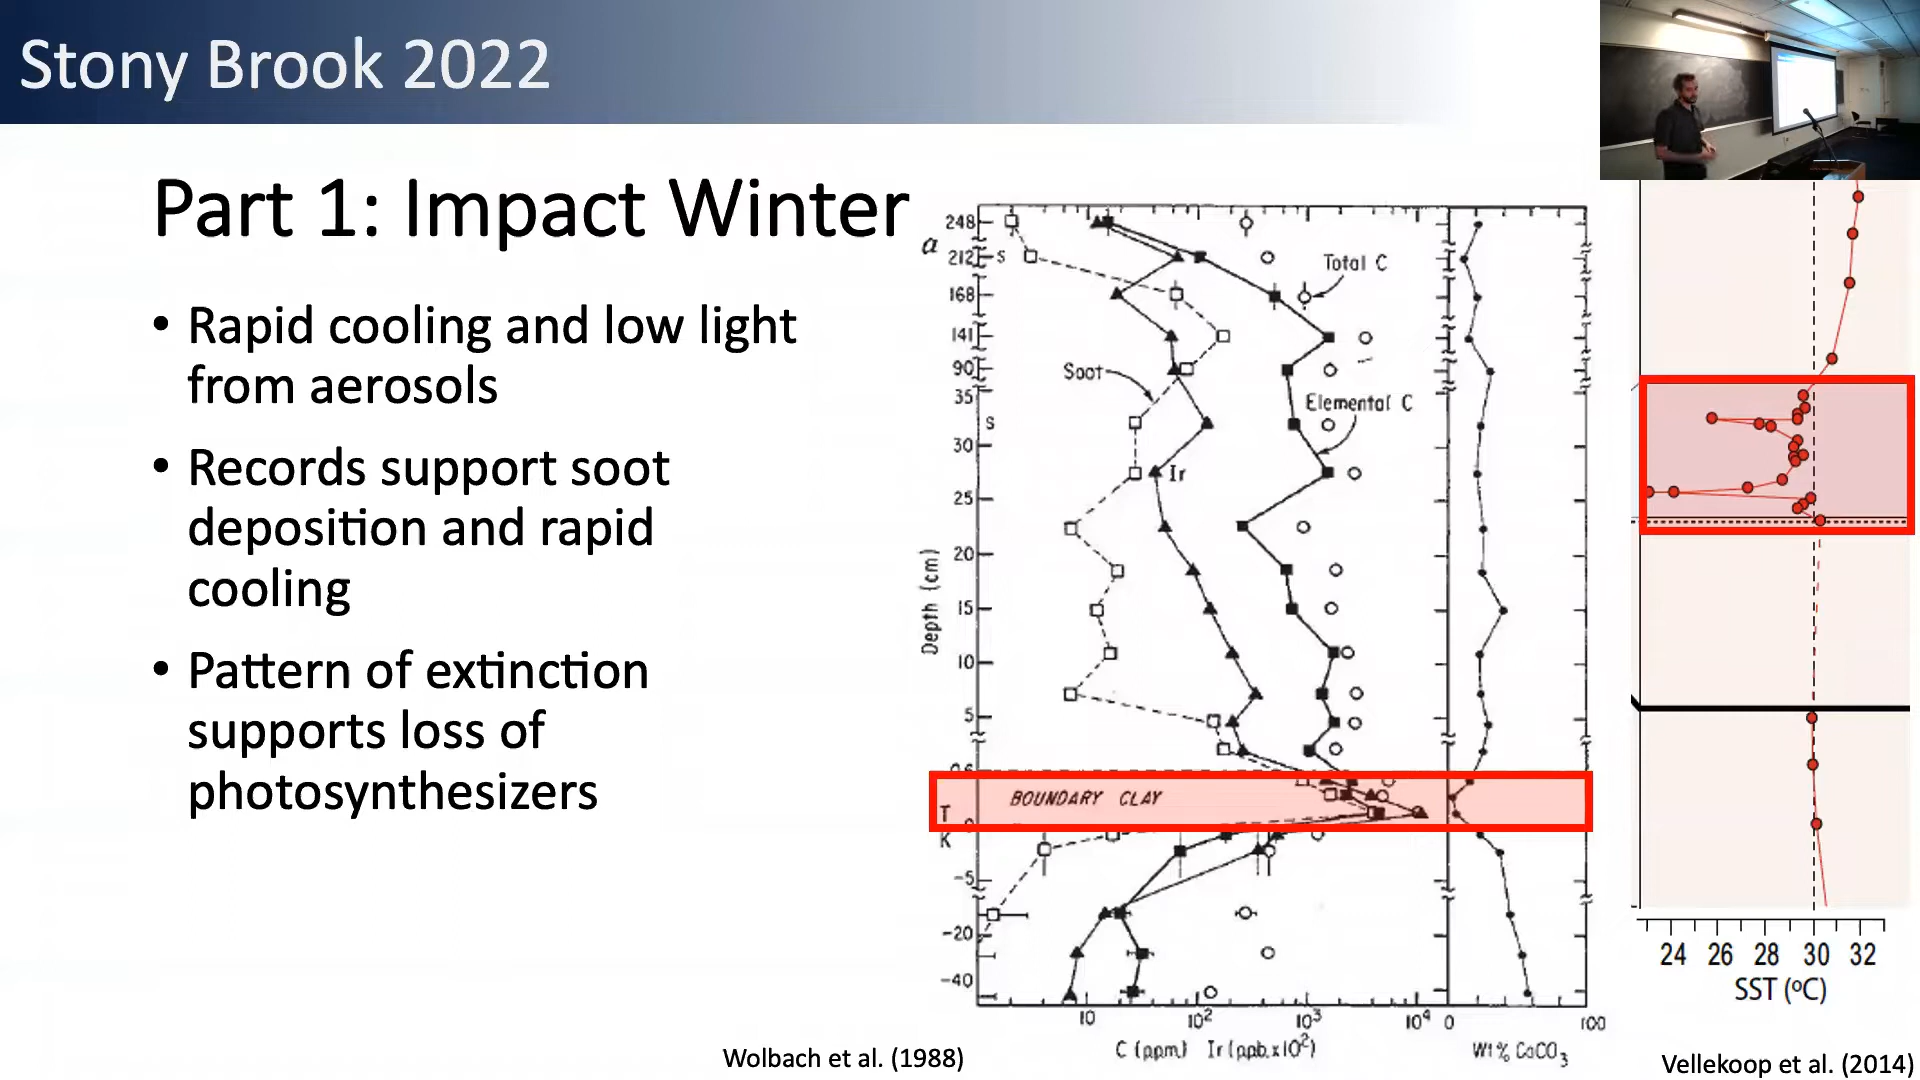 Stony Brook 2022
Part 1: Impact Winter
• Rapid cooling and low light
from aerosols
• Records support soot
deposition and rapid
cooling
• Pattern of extinction
supports loss of
photosynthesizers
a
248
212
168
141
90
35
30
25
20
15
10
5
0.6
0
-5
-20
-40
Depth (cm)
s
s
Total C
Soot
Elemental C
Ir
BOUNDARY CLAY
T
K
10
10²
10³
10⁴
0
100
C (ppm) Ir (ppb.x10²)
Wt% CaCO₃
Wolbach et al. (1988)
24 26 28 30 32
SST (ºC)
Vellekoop et al. (2014)